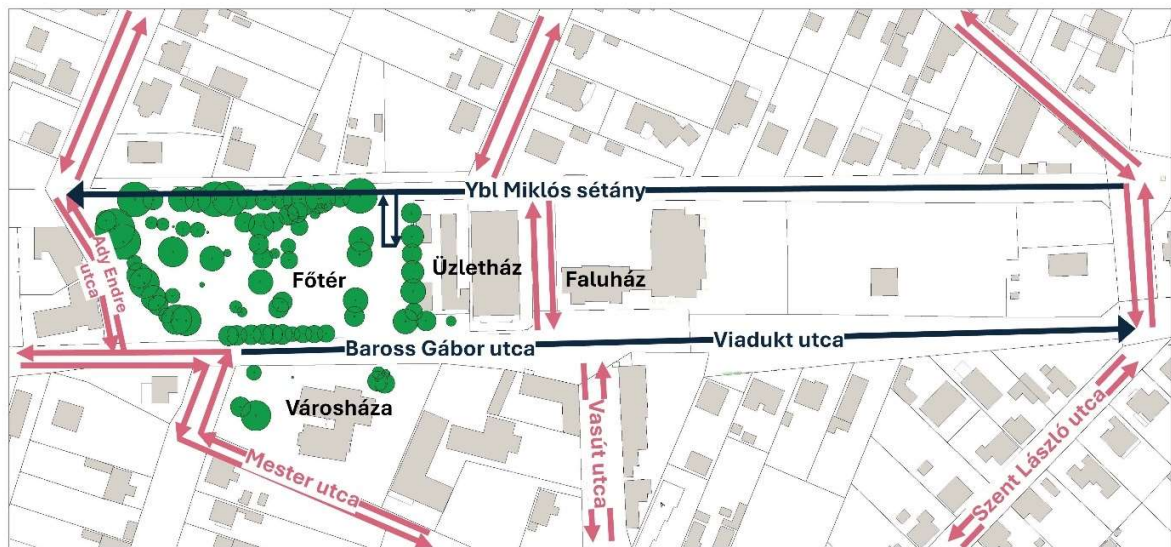 Ybl Miklós sétány
Ady Endre
utca
Főtér
Üzletház
Faluház
Baross Gábor utca
Viadukt utca
Városháza
Mester utca
Vasút utca
Szent László utca
4